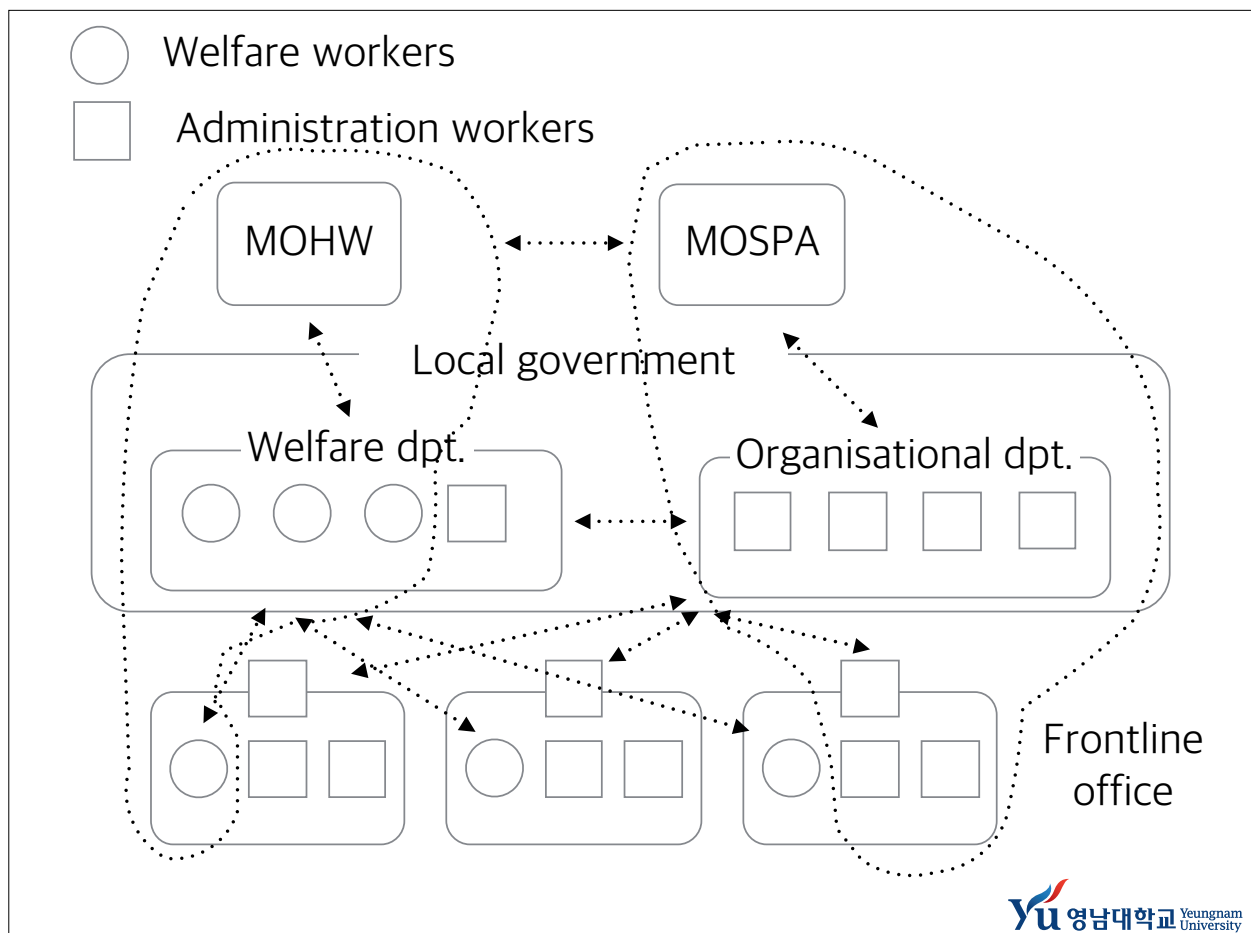 Welfare workers
Administration workers
MOHW
MOSPA
Local government
Welfare dpt.
Organisational dpt.
Frontline
office
Yu 영남대학교 Yeungnam
University